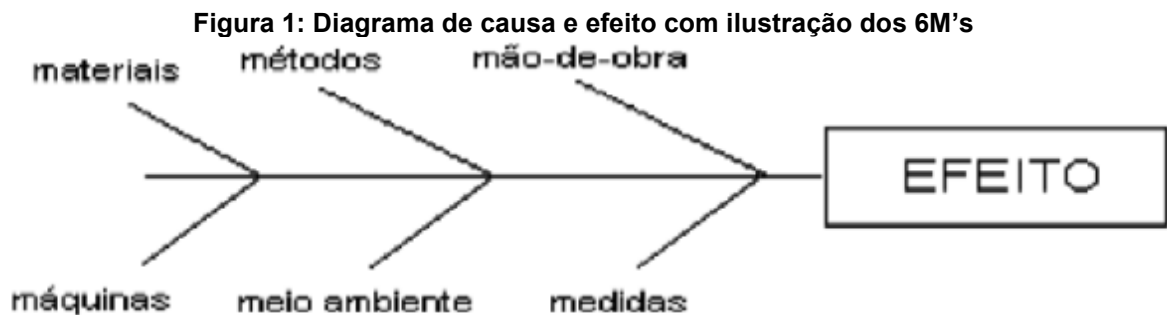 Figura 1: Diagrama de causa e efeito com ilustração dos 6M’s
materiais
métodos
mão-de-obra
EFEITO
máquinas
meio ambiente
medidas